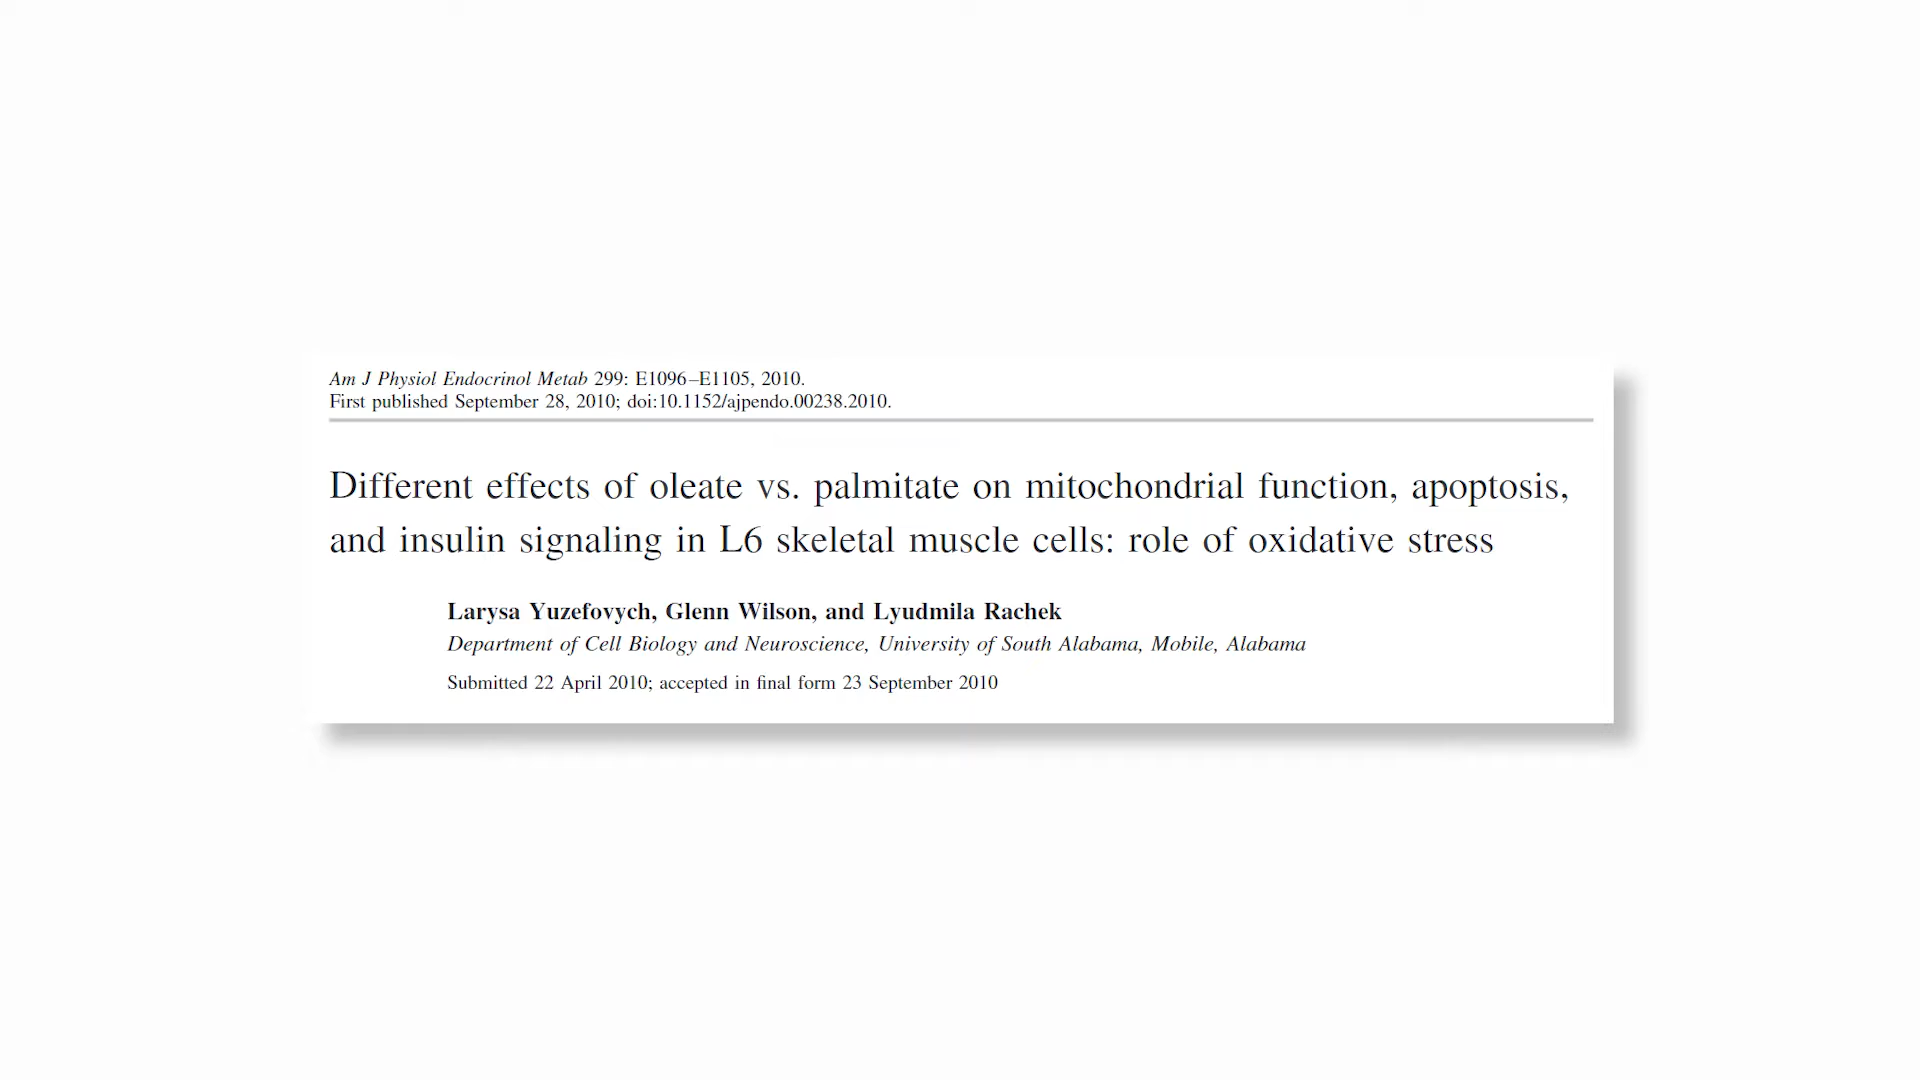 Am J Physiol Endocrinol Metab 299: E1096–E1105, 2010.
First published September 28, 2010; doi:10.1152/ajpendo.00238.2010.
Different effects of oleate vs. palmitate on mitochondrial function, apoptosis,
and insulin signaling in L6 skeletal muscle cells: role of oxidative stress
Larysa Yuzefovych, Glenn Wilson, and Lyudmila Rachek
Department of Cell Biology and Neuroscience, University of South Alabama, Mobile, Alabama
Submitted 22 April 2010; accepted in final form 23 September 2010